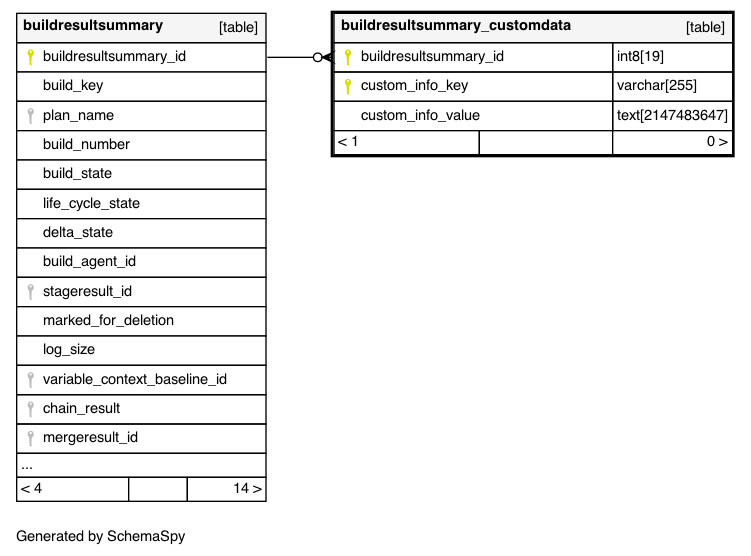 buildresultsummary [table]
buildresultsummary_id
build_key
plan_name
build_number
build_state
life_cycle_state
delta_state
build_agent_id
stageresult_id
marked_for_deletion
log_size
variable_context_baseline_id
chain_result
mergeresult_id
...
< 4 14 >
buildresultsummary_customdata [table]
buildresultsummary_id int8[19]
custom_info_key varchar[255]
custom_info_value text[2147483647]
< 1 0 >
Generated by SchemaSpy